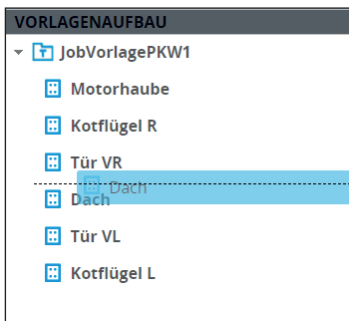 VORLAGENAUFBAU
JobVorlagePKW1
Motorhaube
Kotflügel R
Tür VR
Dach
Dach
Tür VL
Kotflügel L